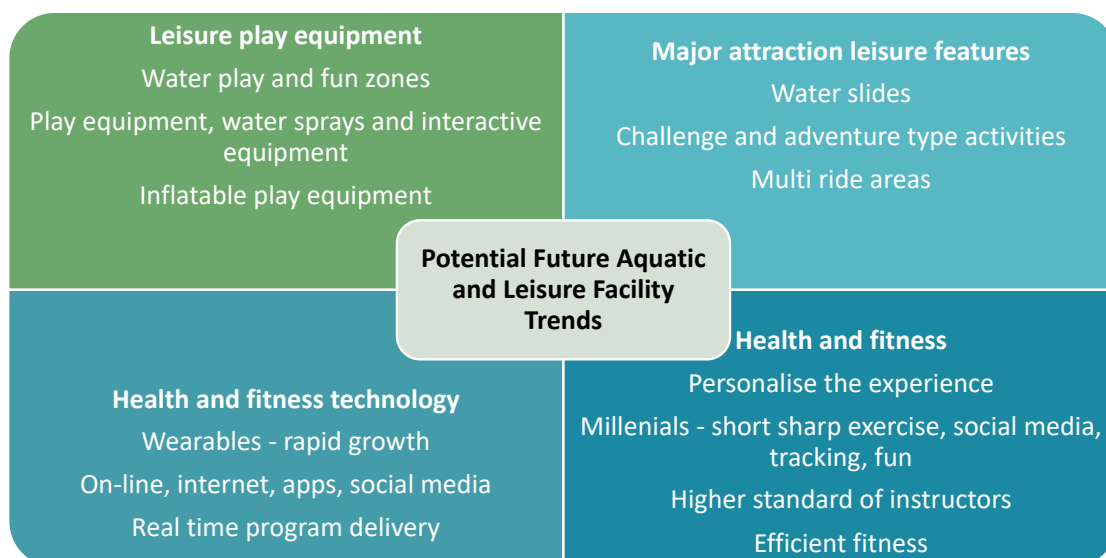 Leisure play equipment
Water play and fun zones
Play equipment, water sprays and interactive
equipment
Inflatable play equipment
Major attraction leisure features
Water slides
Challenge and adventure type activities
Multi ride areas
Potential Future Aquatic
and Leisure Facility
Trends
Health and fitness technology
Wearables - rapid growth
On-line, internet, apps, social media
Real time program delivery
Health and fitness
Personalise the experience
Millenials - short sharp exercise, social media,
tracking, fun
Higher standard of instructors
Efficient fitness